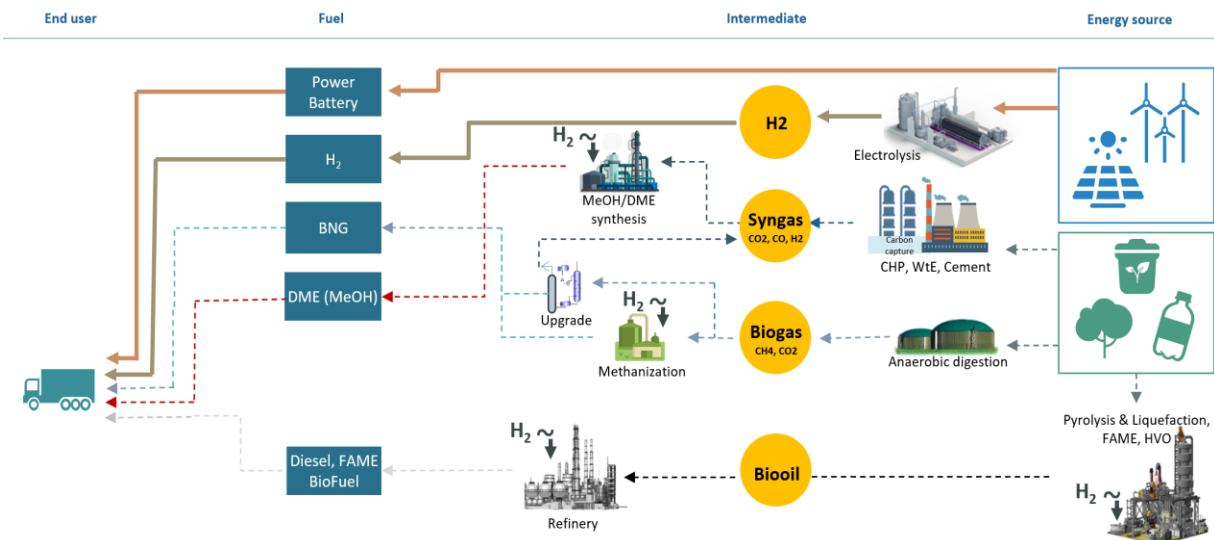 End user
Fuel
Intermediate
Energy source
Power
Battery
H2
H₂ ~
Electrolysis
H₂
MeOH/DME
synthesis
Syngas
CO2, CO, H2
Carbon
capture
CHP, WtE, Cement
BNG
DME (MeOH)
Upgrade
H₂ ~
Methanization
Biogas
CH4, CO2
Anaerobic digestion
Pyrolysis & Liquefaction,
FAME, HVO
Diesel, FAME
BioFuel
H₂ ~
Refinery
Biooil
H₂ ~